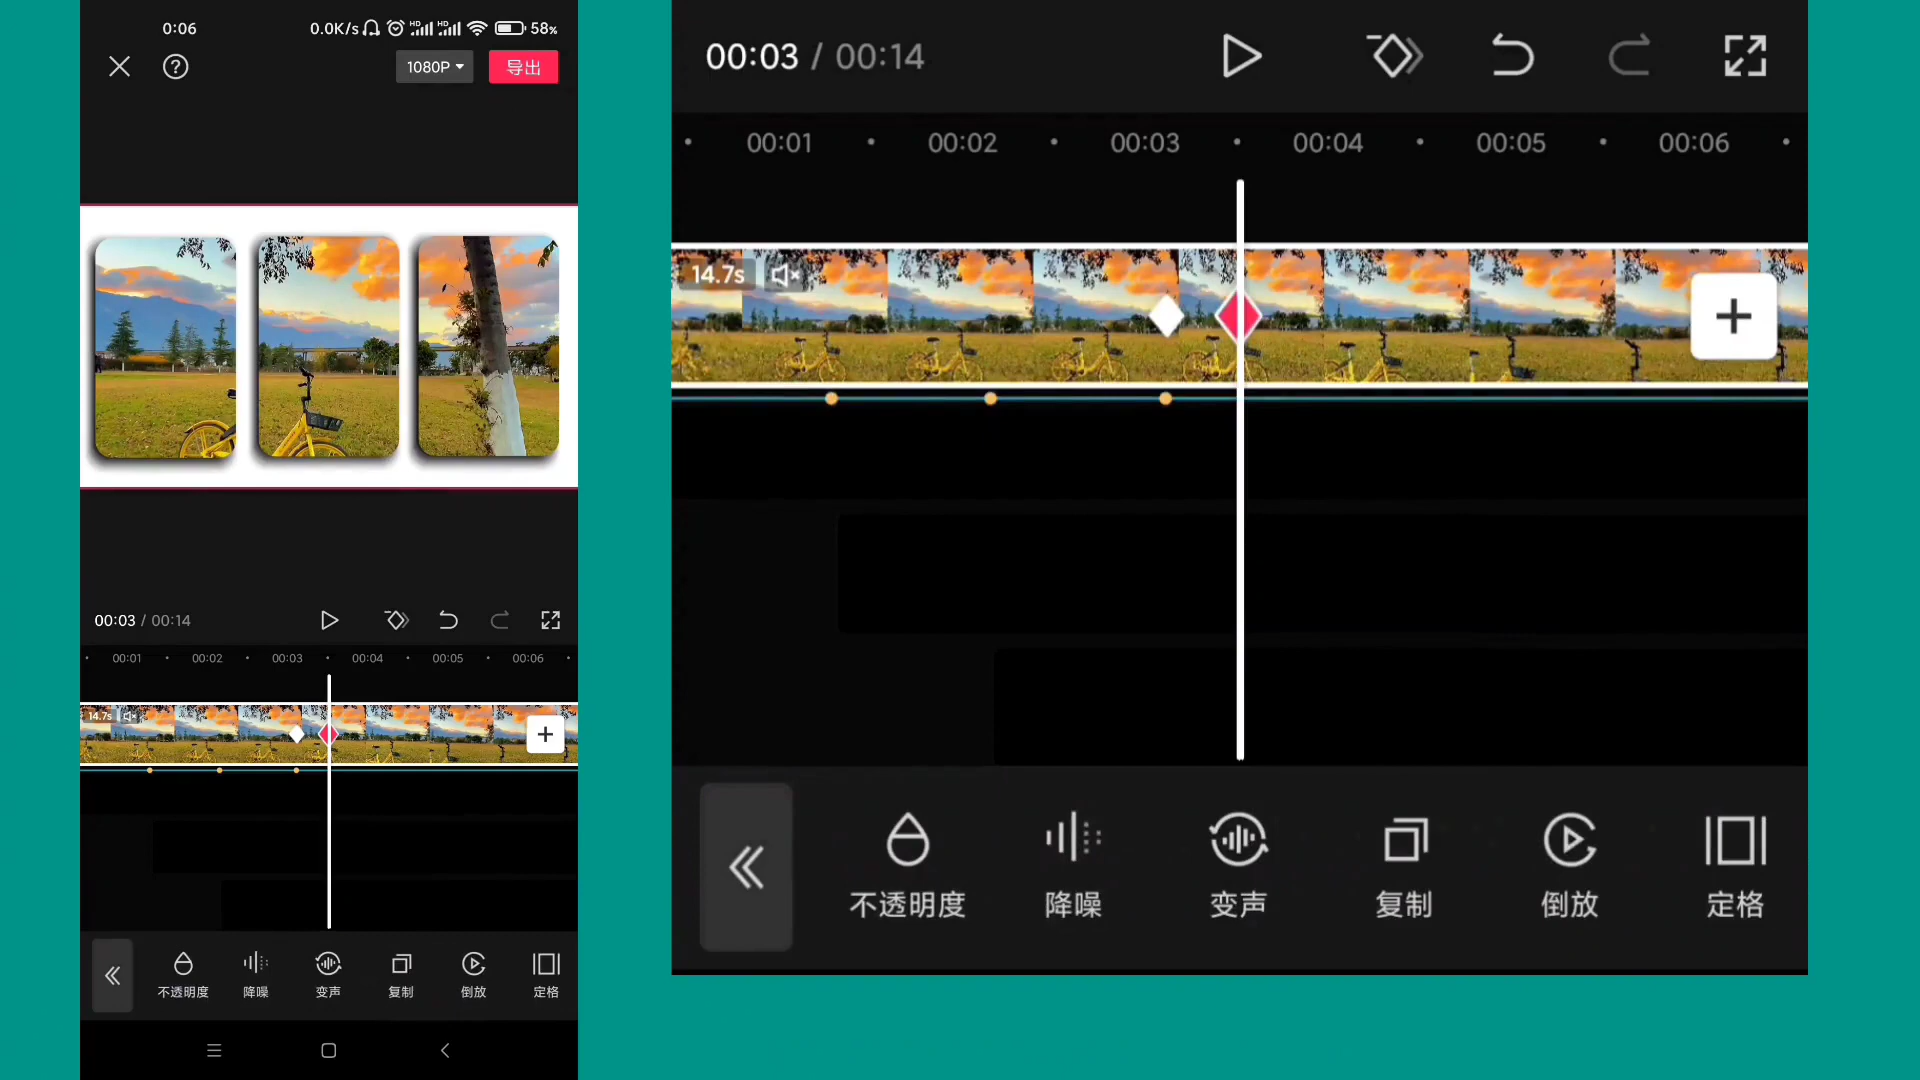 0:06
0.0K/s HD HD 58%
1080P 导出
00:03 / 00:14
00:01 00:02 00:03 00:04 00:05 00:06
14.7s
不透明度 降噪 变声 复制 倒放 定格
00:03 / 00:14
00:01 00:02 00:03 00:04 00:05 00:06
14.7s
不透明度 降噪 变声 复制 倒放 定格